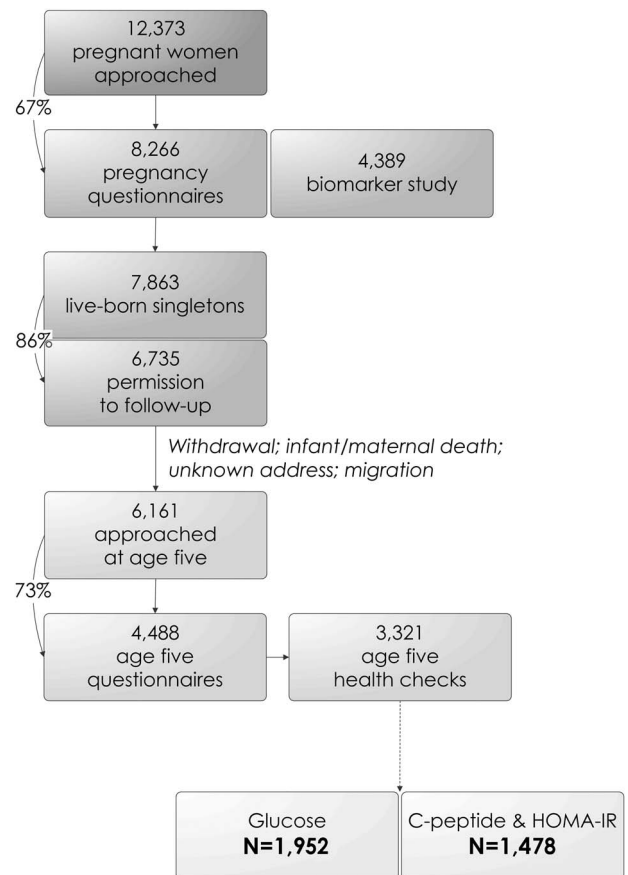 12,373
pregnant women
approached
67%
8,266
pregnancy
questionnaires
4,389
biomarker study
7,863
live-born singletons
86%
6,735
permission
to follow-up
Withdrawal; infant/maternal death;
unknown address; migration
6,161
approached
at age five
73%
4,488
age five
questionnaires
3,321
age five
health checks
Glucose
N=1,952
C-peptide & HOMA-IR
N=1,478